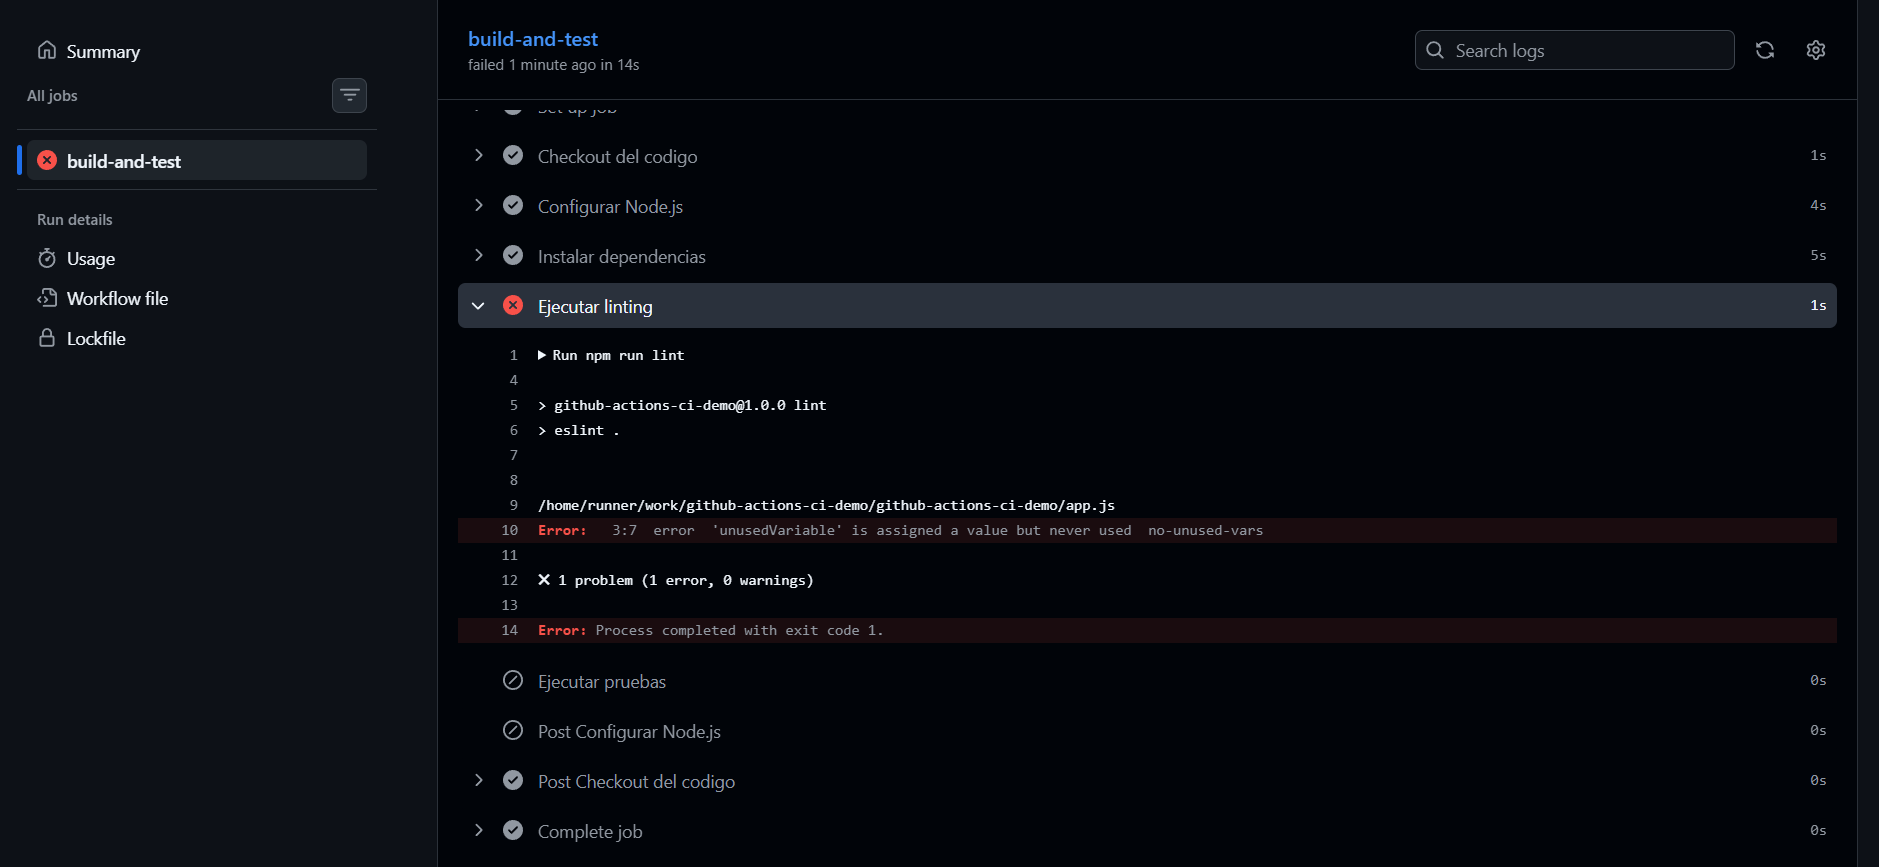 Summary
All jobs
build-and-test
Run details
Usage
Workflow file
Lockfile
build-and-test
failed 1 minute ago in 14s
Search logs
Set up job
Checkout del codigo 1s
Configurar Node.js 4s
Instalar dependencias 5s
Ejecutar linting 1s
1 Run npm run lint
4
5 > github-actions-ci-demo@1.0.0 lint
6 > eslint .
7
8
9 /home/runner/work/github-actions-ci-demo/github-actions-ci-demo/app.js
10 Error: 3:7 error 'unusedVariable' is assigned a value but never used no-unused-vars
11
12 ✕ 1 problem (1 error, 0 warnings)
13
14 Error: Process completed with exit code 1.
Ejecutar pruebas 0s
Post Configurar Node.js 0s
Post Checkout del codigo 0s
Complete job 0s